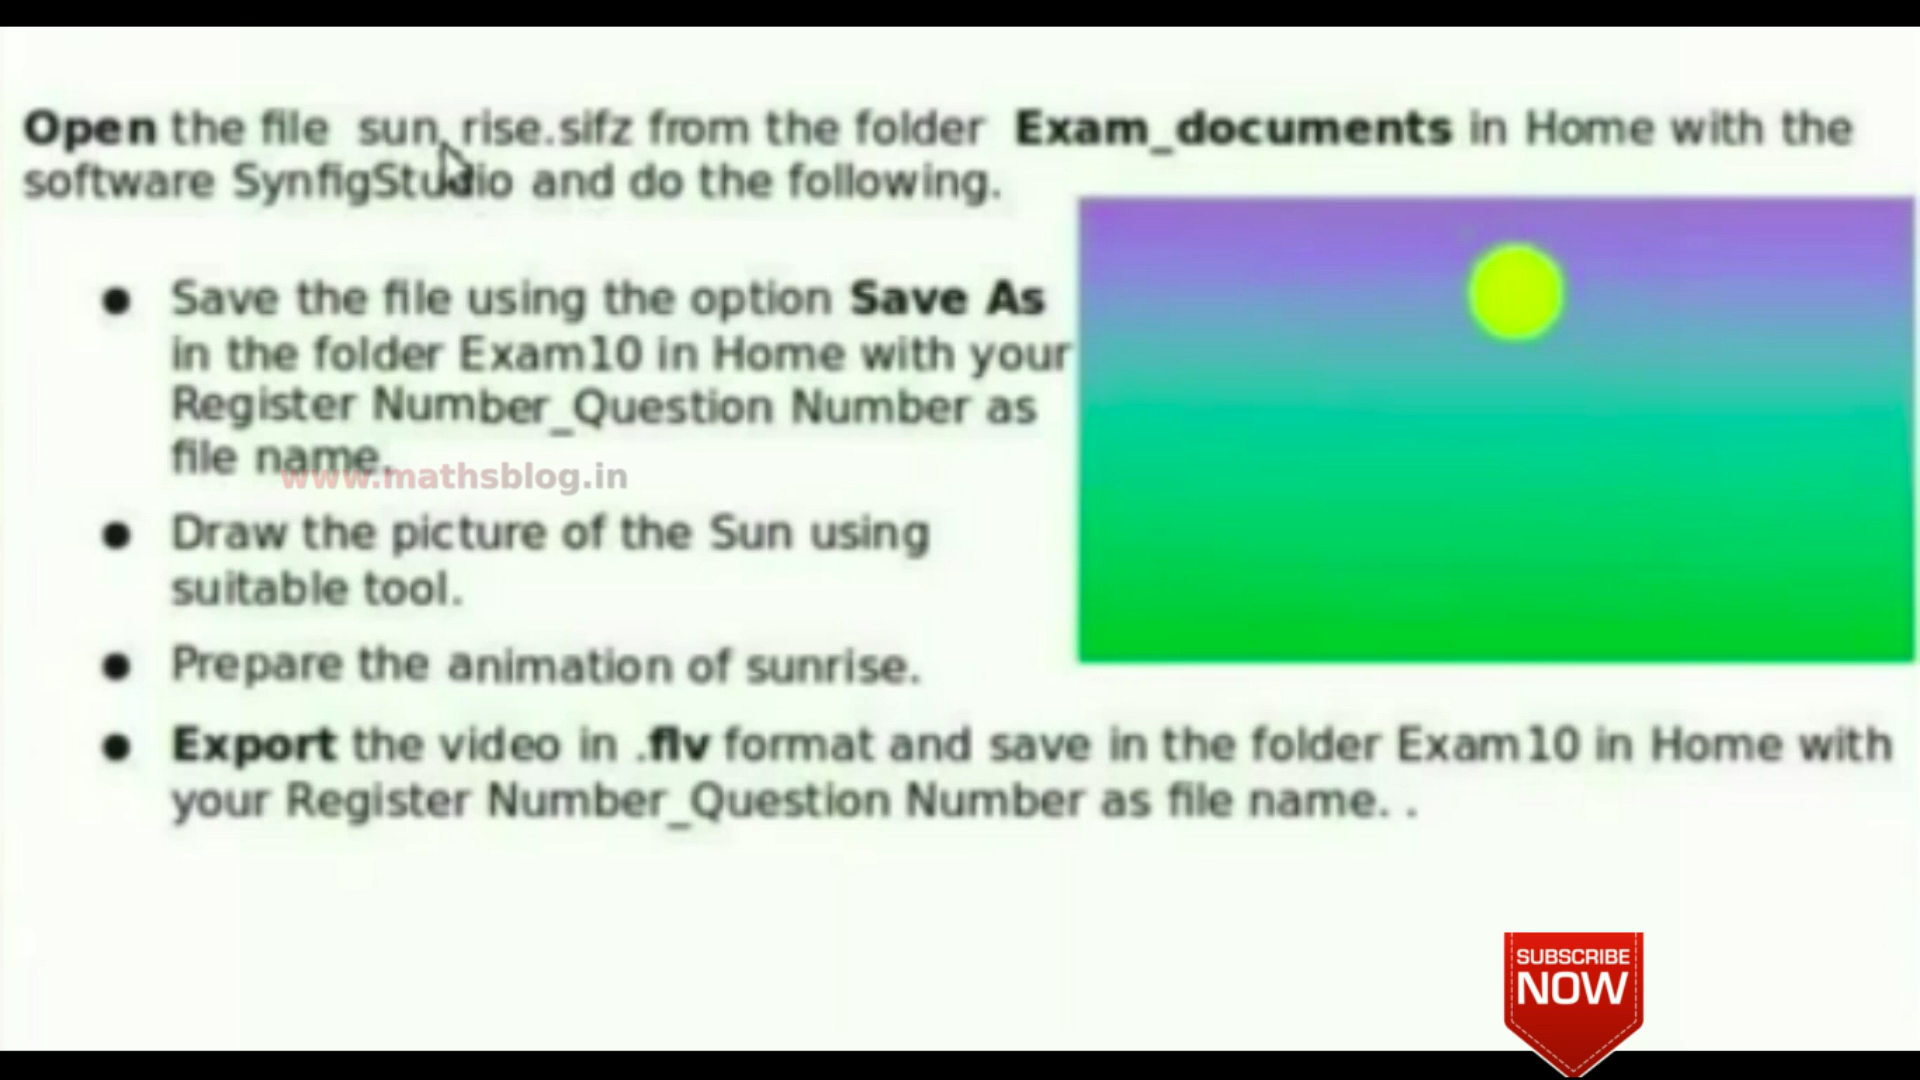 Open the file sun_rise.sifz from the folder Exam_documents in Home with the
software SynfigStudio and do the following.
● Save the file using the option Save As
in the folder Exam10 in Home with your
Register Number_Question Number as
file name.
www.mathsblog.in
● Draw the picture of the Sun using
suitable tool.
● Prepare the animation of sunrise.
● Export the video in .flv format and save in the folder Exam10 in Home with
your Register Number_Question Number as file name. .
SUBSCRIBE
NOW